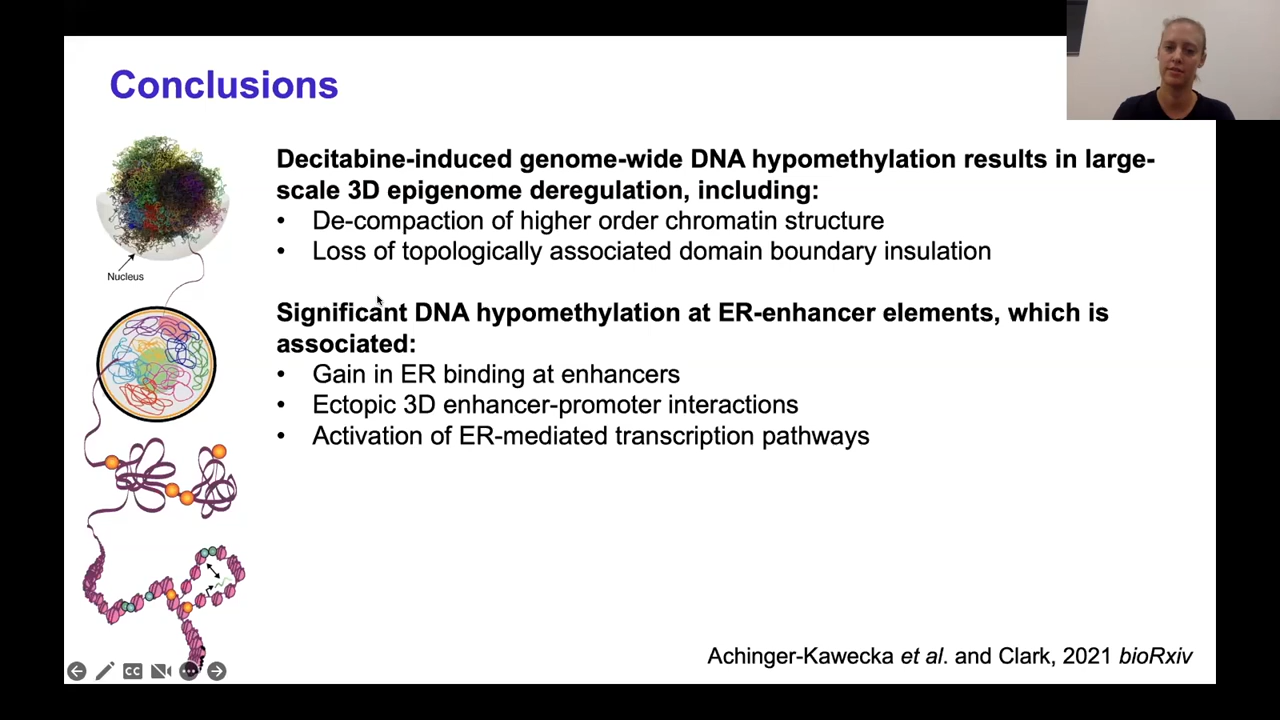 Conclusions
Decitabine-induced genome-wide DNA hypomethylation results in large-
scale 3D epigenome deregulation, including:
• De-compaction of higher order chromatin structure
• Loss of topologically associated domain boundary insulation
Nucleus
Significant DNA hypomethylation at ER-enhancer elements, which is
associated:
• Gain in ER binding at enhancers
• Ectopic 3D enhancer-promoter interactions
• Activation of ER-mediated transcription pathways
Achinger-Kawecka et al. and Clark, 2021 bioRxiv
CC